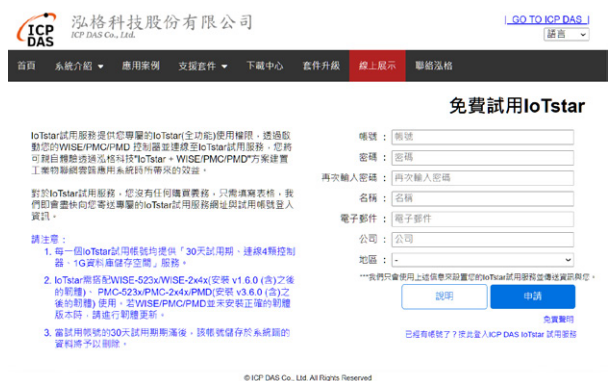 ICP DAS
泓格科技股份有限公司
ICP DAS Co., Ltd.
| GO TO ICP DAS |
語言
首頁 系統介紹 應用案例 支援套件 下載中心 套件升級 線上展示 聯絡泓格
免費試用IoTstar
IoTstar試用服務提供您專屬的IoTstar(全功能)使用權限，透過啟
動您的WISE/PMC/PMD 控制器並連線至IoTstar試用服務，您將
可親自體驗透過泓格科技"IoTstar + WISE/PMC/PMD"方案建置
工業物聯網雲端應用系統時所帶來
的效益。
對於IoTstar試用服務，您沒有任何購買義務，只需填寫表格，我
們即會盡快向您寄送專屬的IoTstar試用服務網址與試用帳號登入
資訊。
請注意：
1. 每一個IoTstar試用帳號均提供「30天試用期、連線4顆控制
器、1G資料庫儲存空間」服務。
2. IoTstar需搭配WISE-523x/WISE-2x4x(安裝 v1.6.0 (含)之後
的韌體)、 PMC-523x/PMC-2x4x/PMD(安裝 v3.6.0 (含)之
後的韌體) 使用。若WISE/PMC/PMD並未安裝正確的韌體
版本時，請進行韌體更新。
3. 當試用帳號的30天試用期期滿後，該帳號儲存於系統端的
資料將予以刪除。
帳號 : 帳號
密碼 : 密碼
再次輸入密碼 : 再次輸入密碼
名稱 : 名稱
電子郵件 : 電子郵件
公司 : 公司
地區 : -
***我們只會使用上述信息來設置您的IoTstar試用服務並傳送資訊與您。
說明 申請
免責聲明
已經有帳號了？按此登入ICP DAS IoTstar 試用服務
© ICP DAS Co., Ltd. All Rights Reserved